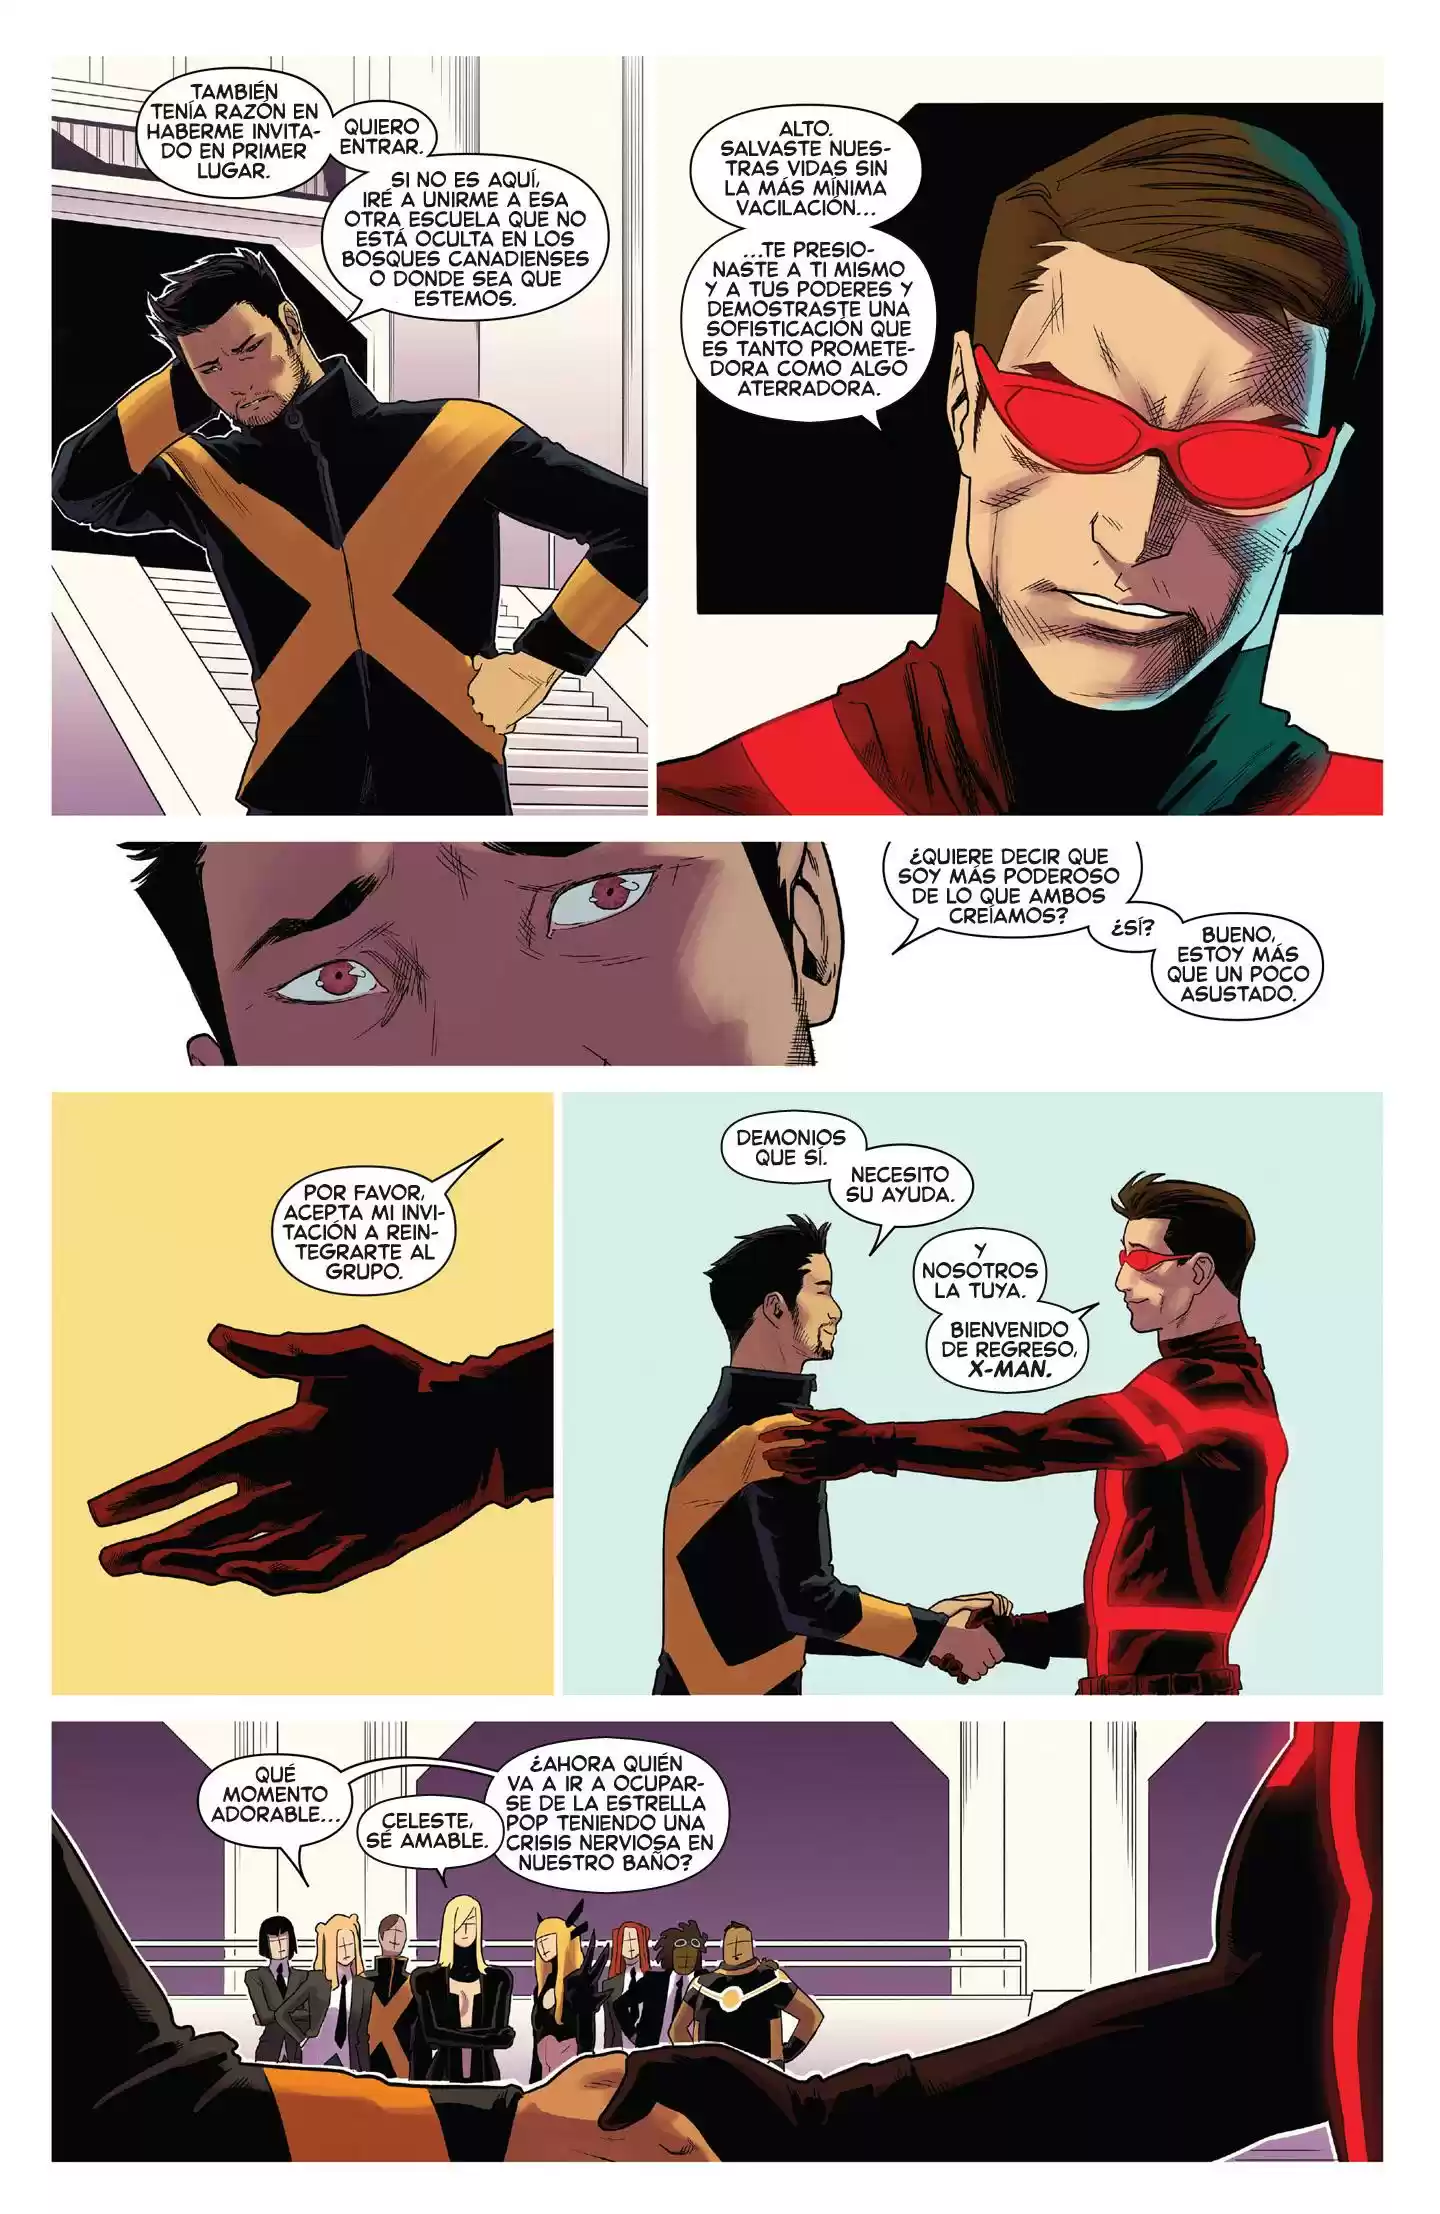 TAMBIÉN
TENÍA RAZÓN EN
HABERME INVITA-
DO EN PRIMER
LUGAR.
QUIERO
ENTRAR.
SI NO ES AQUÍ,
IRÉ A UNIRME A ESA
OTRA ESCUELA QUE NO
ESTÁ OCULTA EN LOS
BOSQUES CANADIENSES
O DONDE SEA QUE
ESTEMOS.
ALTO.
SALVASTE NUES-
TRAS VIDAS SIN
LA MÁS MÍNIMA
VACILACIÓN...
...TE PRESIO-
NASTE A TI MISMO
Y A TUS PODERES Y
DEMOSTRASTE UNA
SOFISTICACIÓN QUE
ES TANTO PROMETE-
DORA COMO ALGO
ATERRADORA.
¿QUIERE DECIR QUE
SOY MÁS PODEROSO
DE LO QUE AMBOS
CREÍAMOS?
¿SÍ?
BUENO,
ESTOY MÁS
QUE UN POCO
ASUSTADO.
POR FAVOR,
ACEPTA MI INVI-
TACIÓN A REIN-
TEGRARTE AL
GRUPO.
DEMONIOS
QUE SÍ.
NECESITO
SU AYUDA.
Y
NOSOTROS
LA TUYA.
BIENVENIDO
DE REGRESO,
X-MAN.
QUÉ
MOMENTO
ADORABLE...
CELESTE,
SÉ AMABLE.
¿AHORA QUIÉN
VA A IR A OCUPAR-
SE DE LA ESTRELLA
POP TENIENDO UNA
CRISIS NERVIOSA EN
NUESTRO BAÑO?